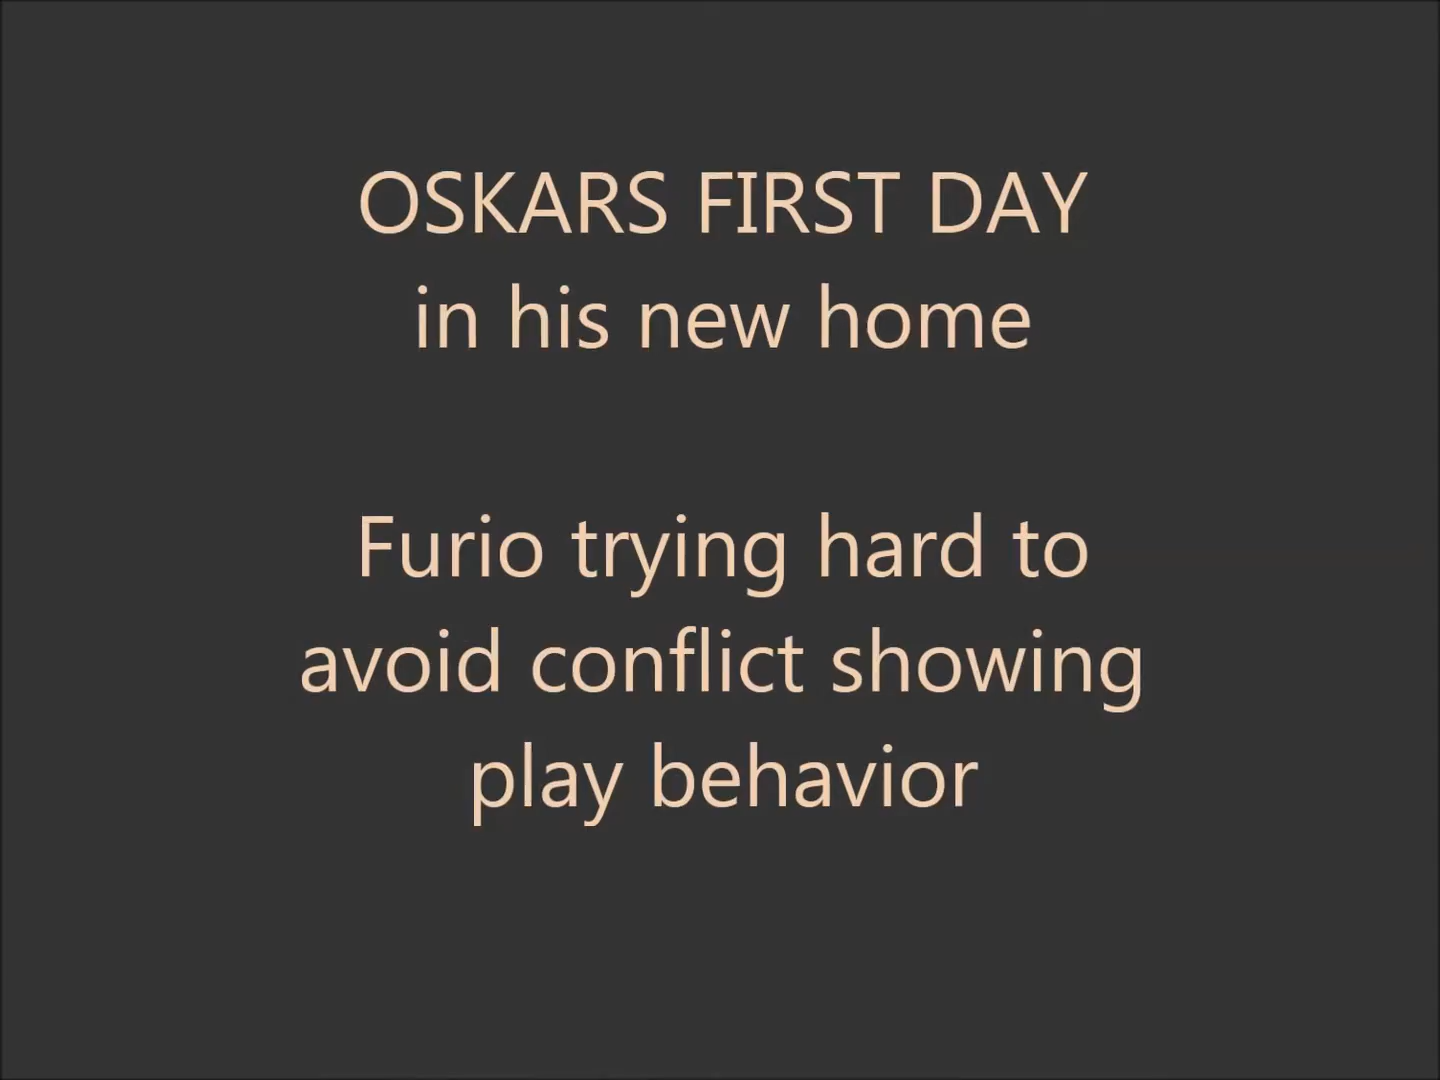 OSKARS FIRST DAY
in his new home
Furio trying hard to
avoid conflict showing
play behavior